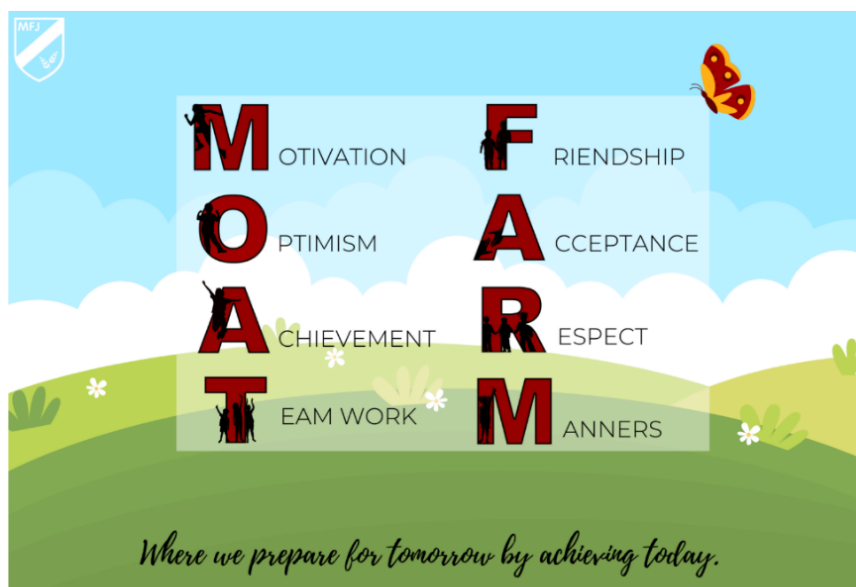 MFJ
MOTIVATION
OPTIMISM
ACHIEVEMENT
TEAM WORK
FRIENDSHIP
ACCEPTANCE
RESPECT
MANNERS
Where we prepare for tomorrow by achieving today.